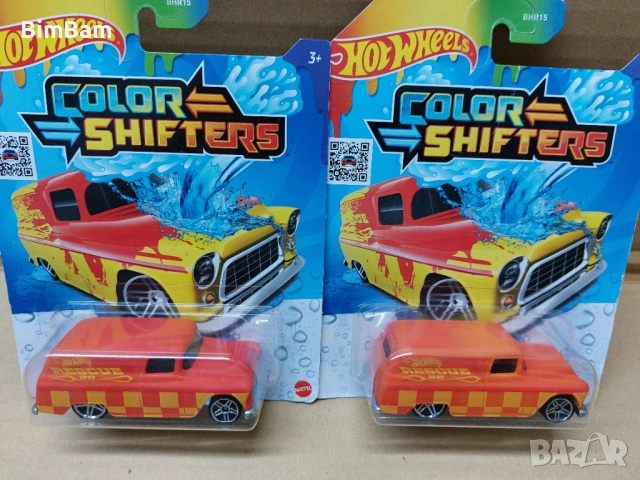 BimBam
BHR15
BHR15
HOT WHEELS
HOT WHEELS
3+
COLOR
SHIFTERS
COLOR
SHIFTERS
RESCUE
RESCUE
MATTEL
BAZAR